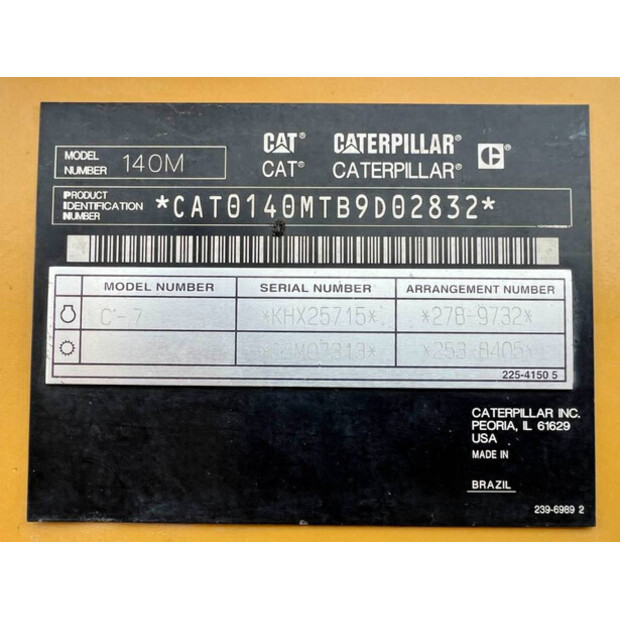 CAT® CATERPILLAR®
MODEL NUMBER 140M
CAT® CATERPILLAR®
PRODUCT IDENTIFICATION NUMBER *CAT0140MTB9D02832*
MODEL NUMBER SERIAL NUMBER ARRANGEMENT NUMBER
C-7 *KHX25715* *278-9732*
*253-8405*
225-4150 5
CATERPILLAR INC.
PEORIA, IL 61629
USA
MADE IN
BRAZIL
239-6989 2